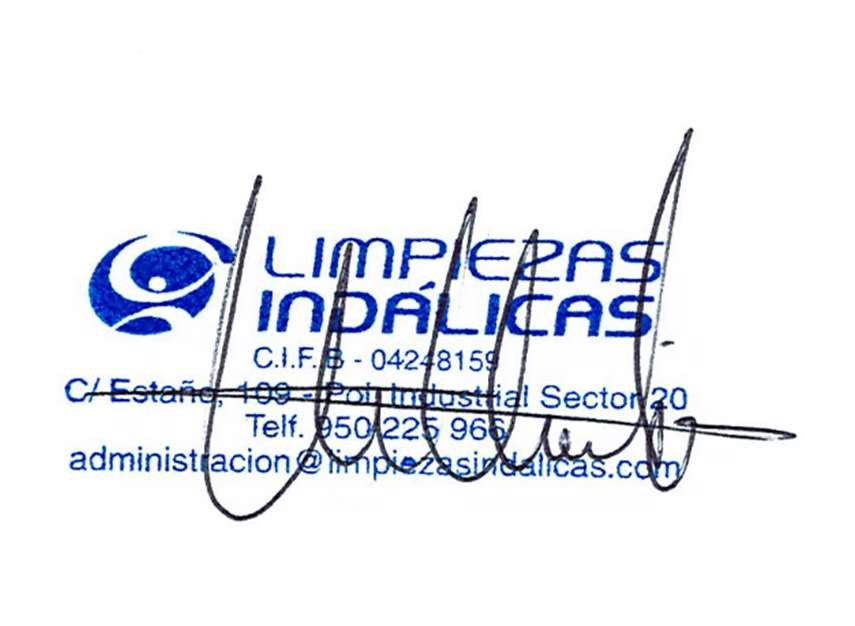 LIMPIEZAS
INDÁLICAS
C.I.F. B - 04248159
C/ Estaño, 109 - Pol. Industrial Sector 20
Telf. 950 225 966
administracion@limpiezasindalicas.com